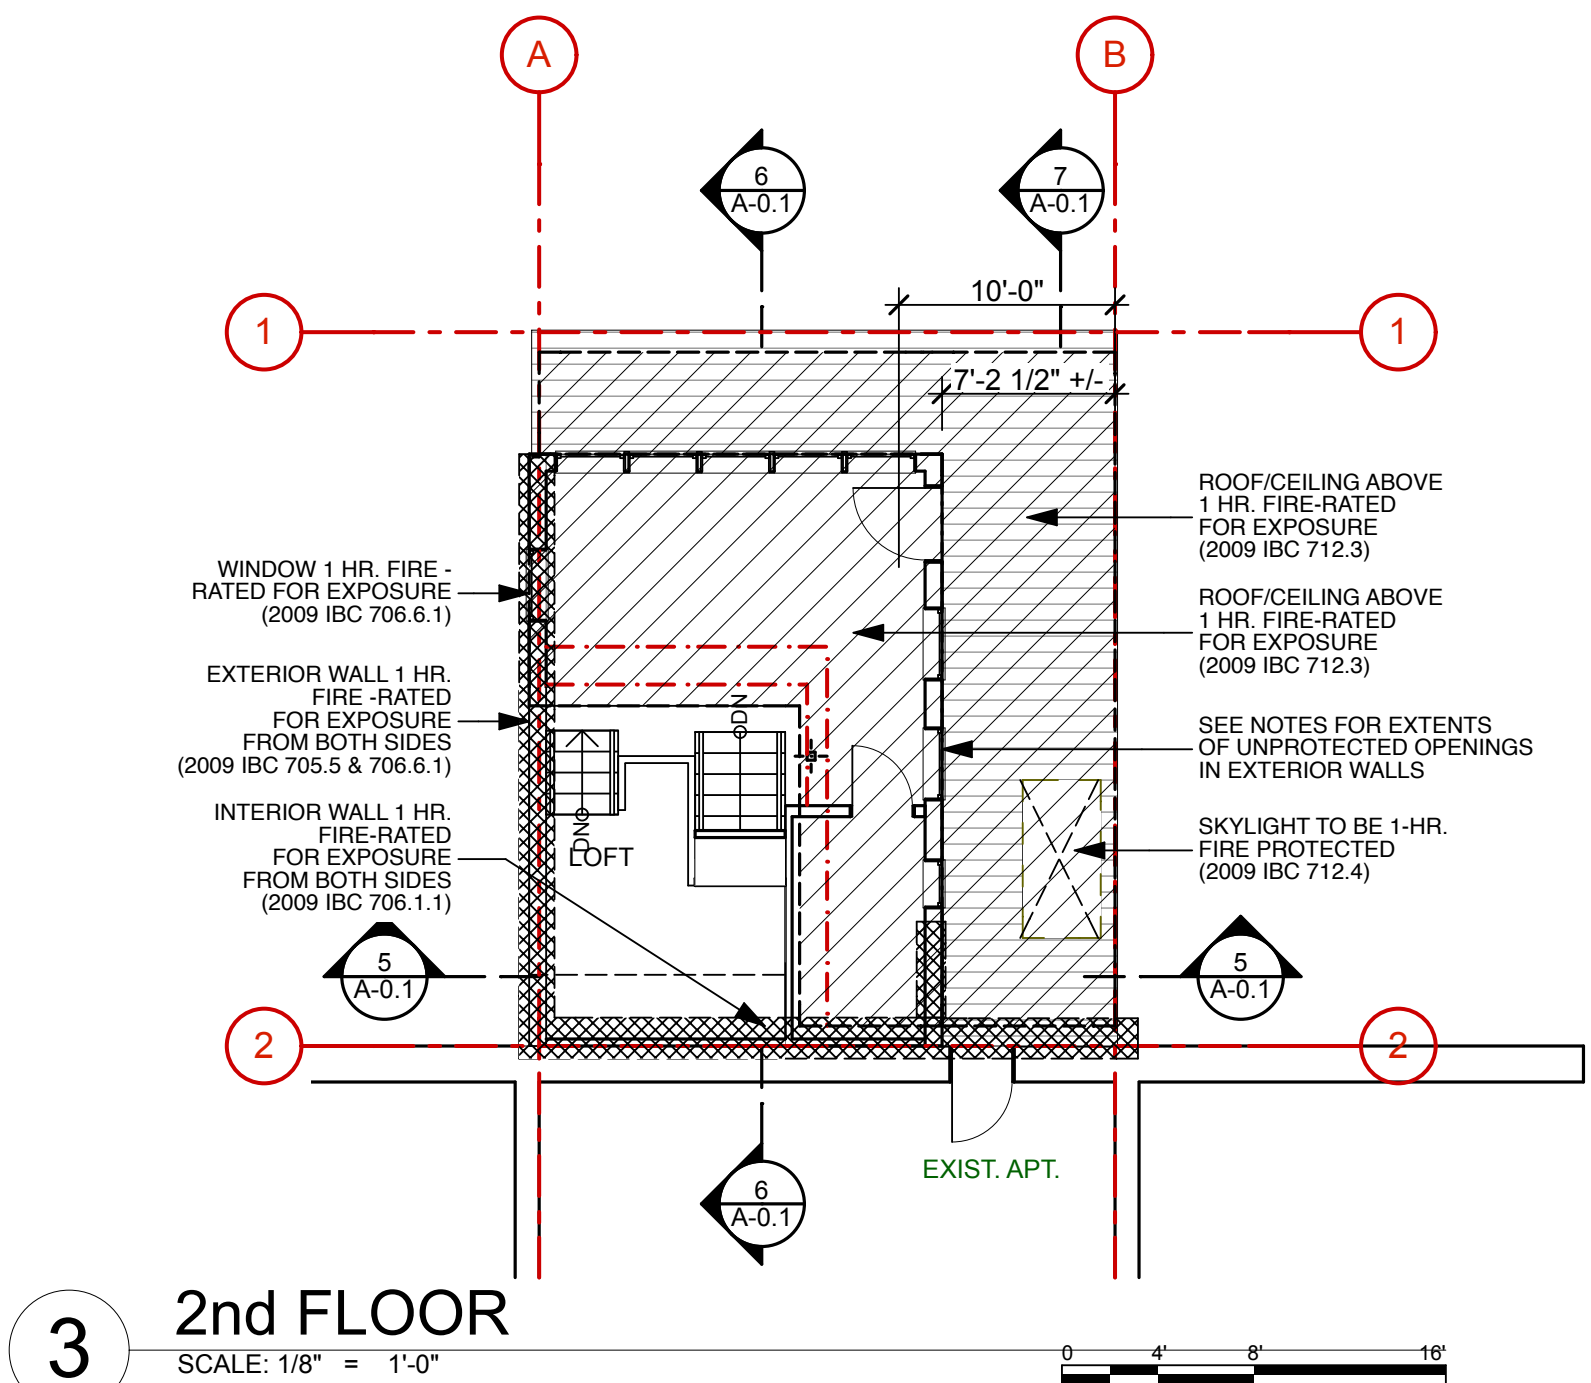 A
B
6
A-0.1
7
A-0.1
10'-0"
1
1
7'-2 1/2" +/-
ROOF/CEILING ABOVE
1 HR. FIRE-RATED
FOR EXPOSURE
(2009 IBC 712.3)
WINDOW 1 HR. FIRE -
RATED FOR EXPOSURE
(2009 IBC 706.6.1)
ROOF/CEILING ABOVE
1 HR. FIRE-RATED
FOR EXPOSURE
(2009 IBC 712.3)
EXTERIOR WALL 1 HR.
FIRE -RATED
FOR EXPOSURE
FROM BOTH SIDES
(2009 IBC 705.5 & 706.6.1)
DN
SEE NOTES FOR EXTENTS
OF UNPROTECTED OPENINGS
IN EXTERIOR WALLS
INTERIOR WALL 1 HR.
FIRE-RATED
FOR EXPOSURE
FROM BOTH SIDES
(2009 IBC 706.1.1)
DN
LOFT
SKYLIGHT TO BE 1-HR.
FIRE PROTECTED
(2009 IBC 712.4)
5
A-0.1
5
A-0.1
2
2
EXIST. APT.
6
A-0.1
3
2nd FLOOR
SCALE: 1/8" = 1'-0"
0 4' 8' 16'